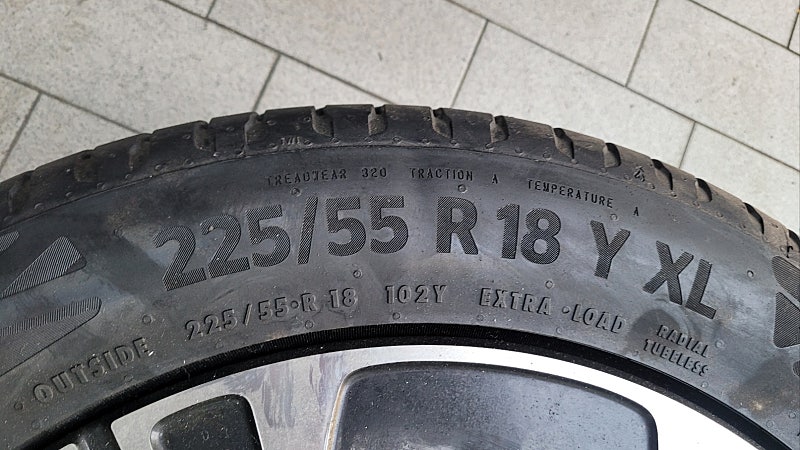 TREADWEAR 320 TRACTION A TEMPERATURE A
225/55 R 18 Y XL
225/55·R 18 102Y EXTRA ·LOAD
RADIAL
TUBELESS
OUTSIDE